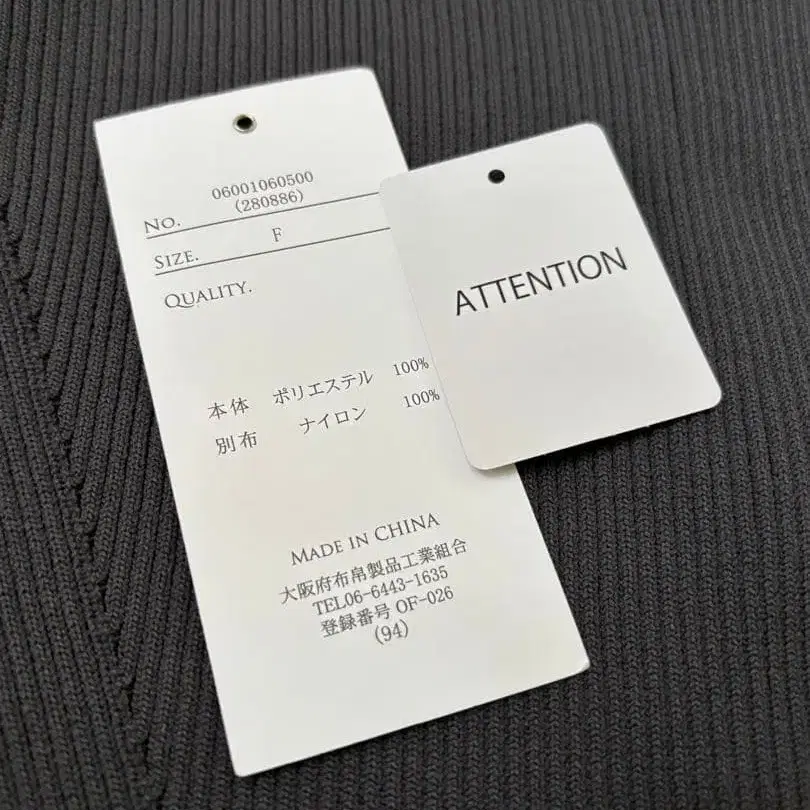 06001060500
No. (280886)
SIZE. F
QUALITY.
本体 ポリエステル 100%
別布 ナイロン 100%
MADE IN CHINA
大阪府布帛製品工業組合
TEL06-6443-1635
登録番号 OF-026
(94)
ATTENTION